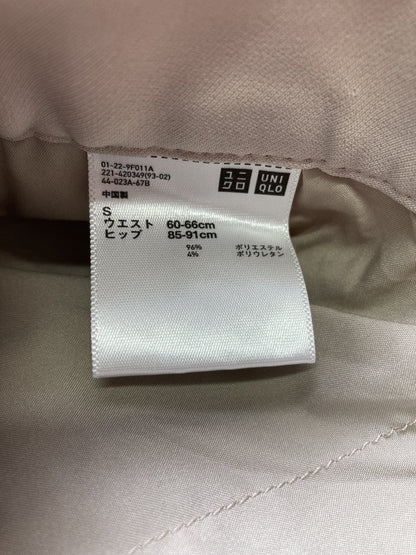 01-22-9F011A
221-420349(93-02)
44-023A-67B
中国製
ユニ
クロ
UNI
QLO
S
ウエスト 60-66cm
ヒップ 85-91cm
96% ポリエステル
4% ポリウレタン